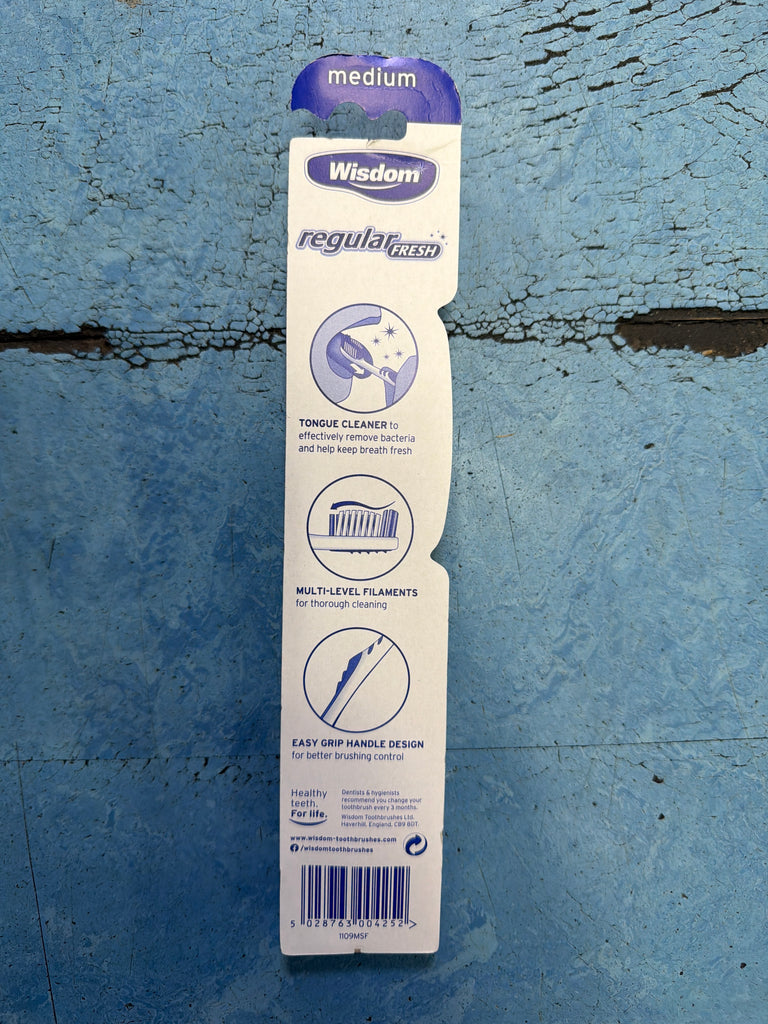 medium
Wisdom
regular FRESH
TONGUE CLEANER to
effectively remove bacteria
and help keep breath fresh
MULTI-LEVEL FILAMENTS
for thorough cleaning
EASY GRIP HANDLE DESIGN
for better brushing control
Healthy
teeth.
For life.
Dentists & hygienists
recommend you change your
toothbrush every 3 months.
Wisdom Toothbrushes Ltd.
Haverhill, England, CB9 8DT.
www.wisdom-toothbrushes.com
/wisdomtoothbrushes
5 028763 004252 >
1109MSF